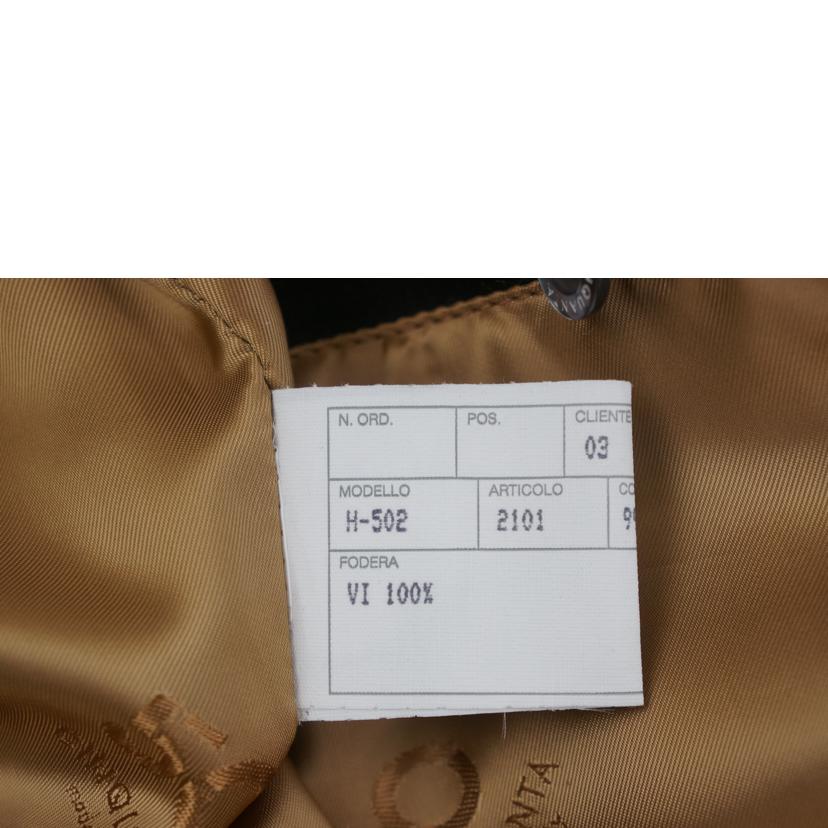 N. ORD. POS. CLIENTE
03
MODELLO ARTICOLO
H-502 2101
FODERA
VI 100%